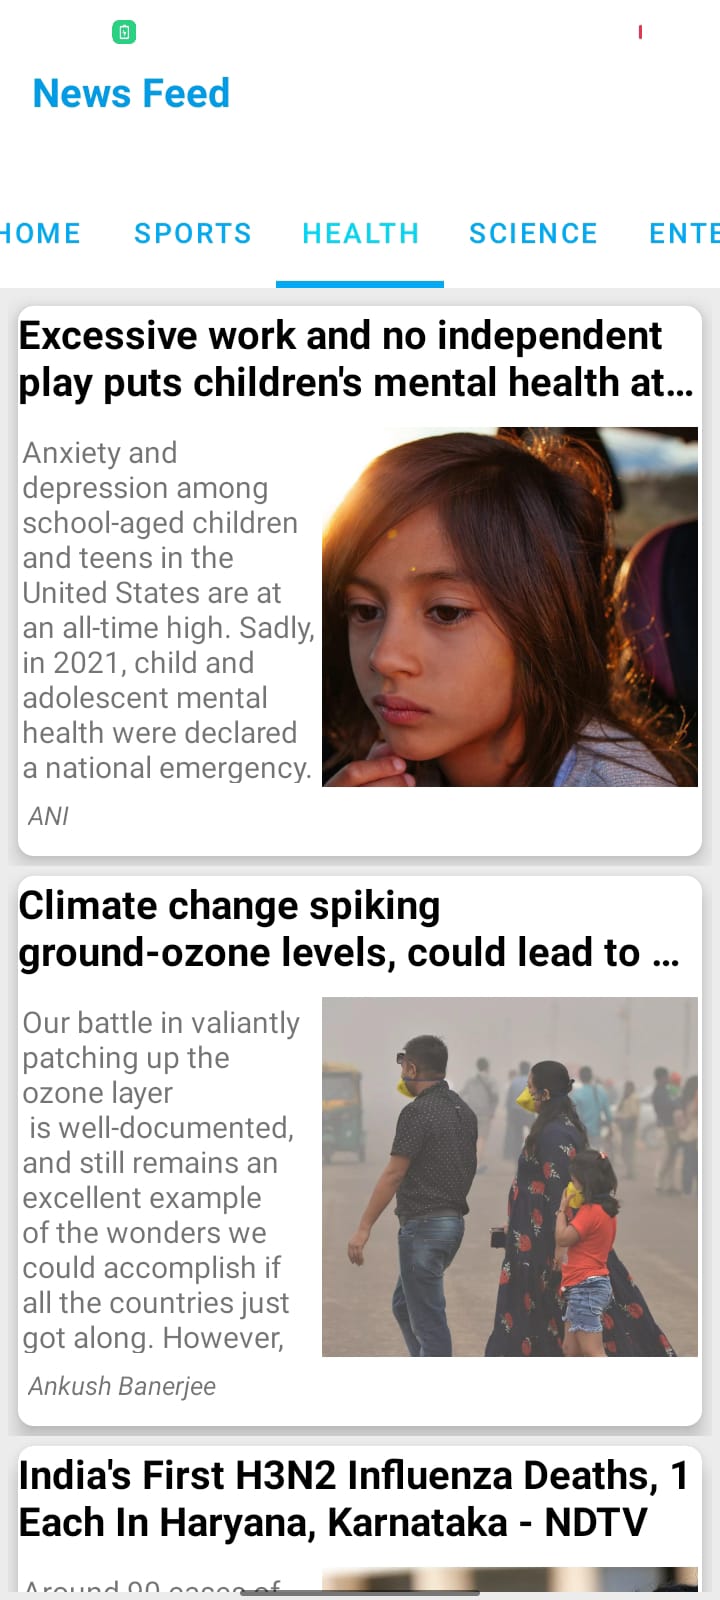 News Feed
HOME SPORTS HEALTH SCIENCE ENTE
Excessive work and no independent
play puts children's mental health at...
Anxiety and
depression among
school-aged children
and teens in the
United States are at
an all-time high. Sadly,
in 2021, child and
adolescent mental
health were declared
a national emergency.
ANI
Climate change spiking
ground-ozone levels, could lead to ...
Our battle in valiantly
patching up the
ozone layer
is well-documented,
and still remains an
excellent example
of the wonders we
could accomplish if
all the countries just
got along. However,
Ankush Banerjee
India's First H3N2 Influenza Deaths, 1
Each In Haryana, Karnataka - NDTV
Around 90 cases of